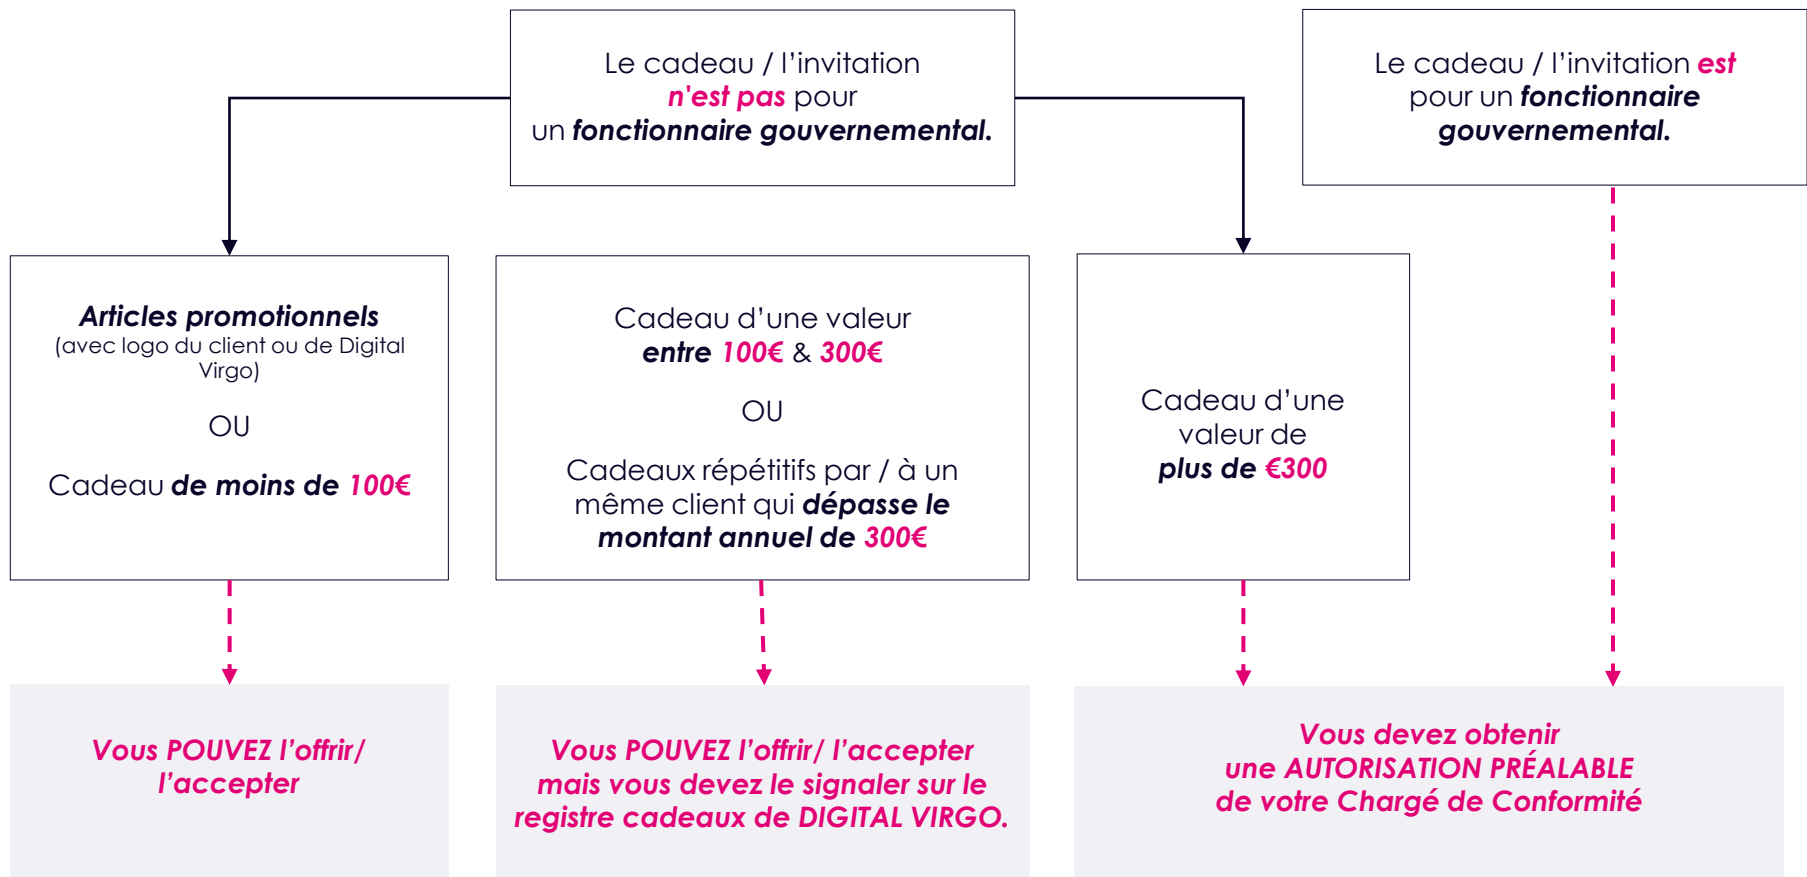 Le cadeau / l’invitation
n'est pas pour
un fonctionnaire gouvernemental.
Le cadeau / l’invitation est
pour un fonctionnaire
gouvernemental.
Articles promotionnels
(avec logo du client ou de Digital
Virgo)
OU
Cadeau de moins de 100€
Cadeau d’une valeur
entre 100€ & 300€
OU
Cadeaux répétitifs par / à un
même client qui dépasse le
montant annuel de 300€
Cadeau d’une
valeur de
plus de €300
Vous POUVEZ l’offrir/
l’accepter
Vous POUVEZ l’offrir/ l’accepter
mais vous devez le signaler sur le
registre cadeaux de DIGITAL VIRGO.
Vous devez obtenir
une AUTORISATION PRÉALABLE
de votre Chargé de Conformité